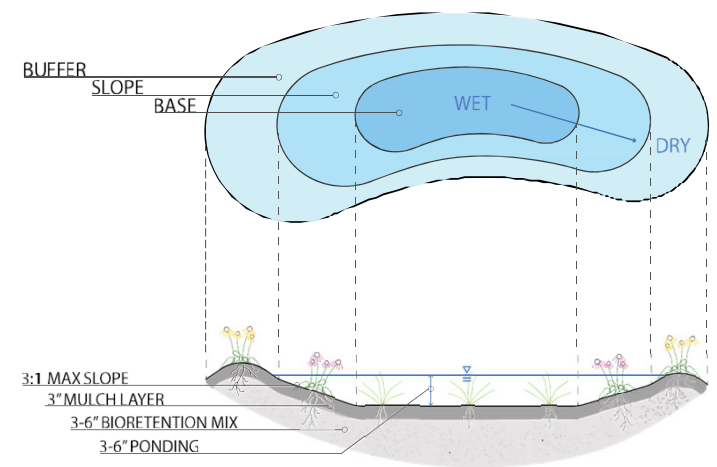 BUFFER
SLOPE
BASE
WET
DRY
3:1 MAX SLOPE
3” MULCH LAYER
3-6” BIORETENTION MIX
3-6” PONDING